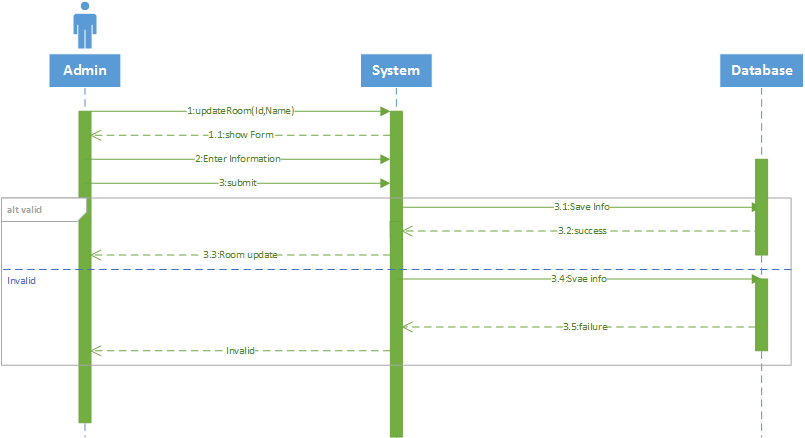 Admin
System
Database
1:updateRoom(Id,Name)
1.1:show Form
2:Enter Information
3:submit
alt valid
3.1:Save Info
3.2:success
3.3:Room update
Invalid
3.4:Svae info
3.5:failure
Invalid